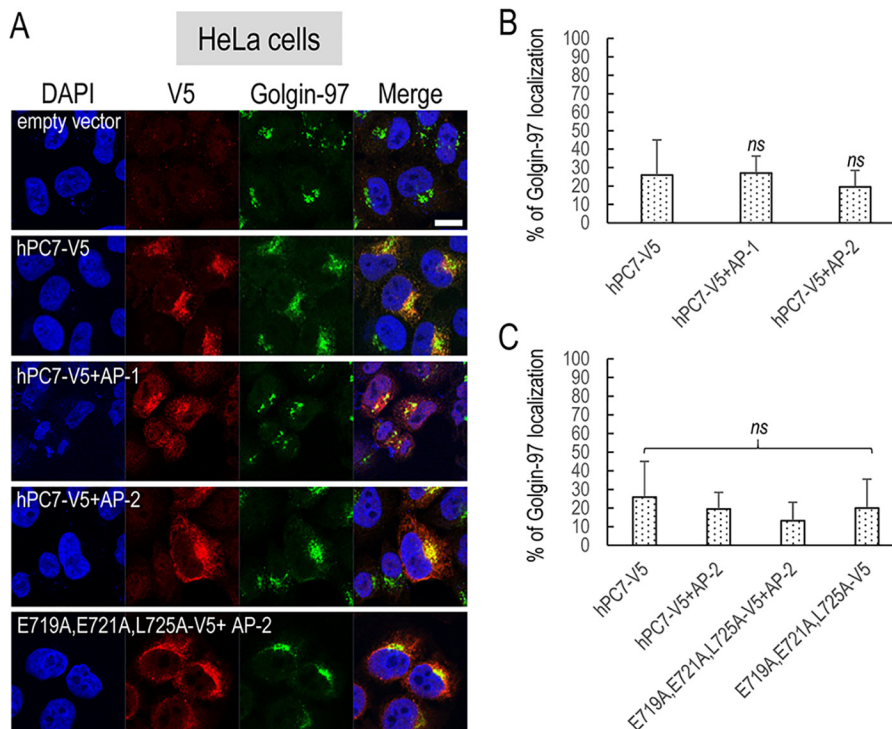 A
HeLa cells
DAPI V5 Golgin-97 Merge
empty vector
hPC7-V5
hPC7-V5+AP-1
hPC7-V5+AP-2
E719A,E721A,L725A-V5+ AP-2
B
% of Golgin-97 localization
100
90
80
70
60
50
40
30
20
10
0
ns
ns
hPC7-V5
hPC7-V5+AP-1
hPC7-V5+AP-2
C
% of Golgin-97 localization
100
90
80
70
60
50
40
30
20
10
0
ns
hPC7-V5
hPC7-V5+AP-2
E719A,E721A,L725A-V5+AP-2
E719A,E721A,L725A-V5